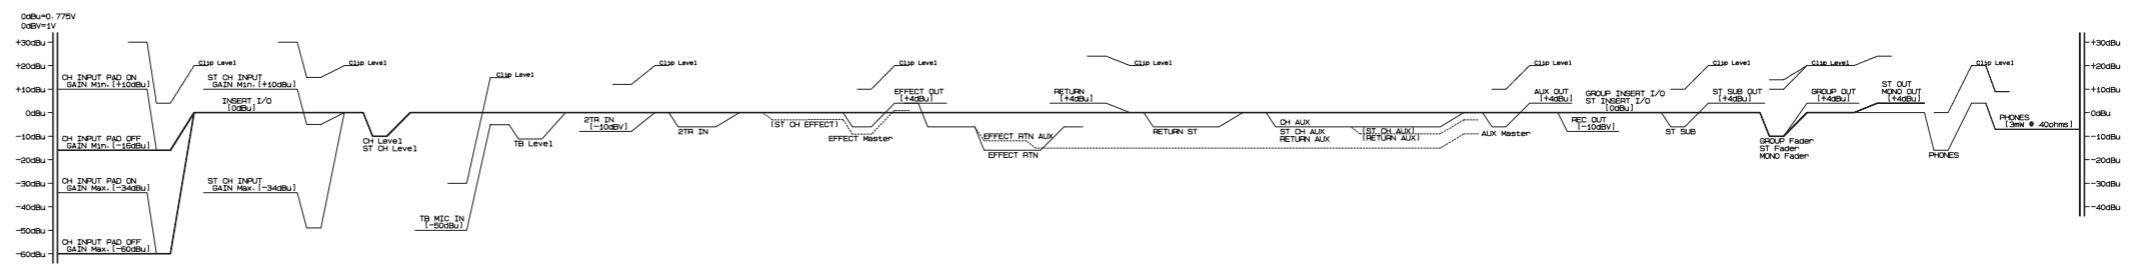 0dBu=0.775V
0dBV=1V
+30dBu
+20dBu
+10dBu
0dBu
-10dBu
-20dBu
-30dBu
-40dBu
-50dBu
-60dBu
CH INPUT PAD ON
GAIN Min. [+10dBu]
CH INPUT PAD OFF
GAIN Min. [-16dBu]
CH INPUT PAD ON
GAIN Max. [-34dBu]
CH INPUT PAD OFF
GAIN Max. [-60dBu]
Clip Level
ST CH INPUT
GAIN Min. [+10dBu]
INSERT I/O
[0dBu]
ST CH INPUT
GAIN Max. [-34dBu]
Clip Level
CH Level
ST CH Level
TB MIC IN
[-50dBu]
Clip Level
TB Level
2TR IN
[-10dBV]
Clip Level
2TR IN
[ST CH EFFECT]
EFFECT Master
Clip Level
EFFECT OUT
[+4dBu]
EFFECT RTN AUX
EFFECT RTN
RETURN
[+4dBu]
Clip Level
RETURN ST
CH AUX
ST CH AUX
RETURN AUX
[ST CH AUX]
[RETURN AUX]
AUX Master
Clip Level
AUX OUT
[+4dBu]
GROUP INSERT I/O
ST INSERT I/O
[0dBu]
REC OUT
[-10dBV]
ST SUB
Clip Level
ST SUB OUT
[+4dBu]
GROUP Fader
ST Fader
MONO Fader
Clip Level
GROUP OUT
[+4dBu]
ST OUT
MONO OUT
[+4dBu]
PHONES
Clip Level
PHONES
[3mW @ 40ohms]
+30dBu
+20dBu
+10dBu
0dBu
-10dBu
-20dBu
-30dBu
-40dBu